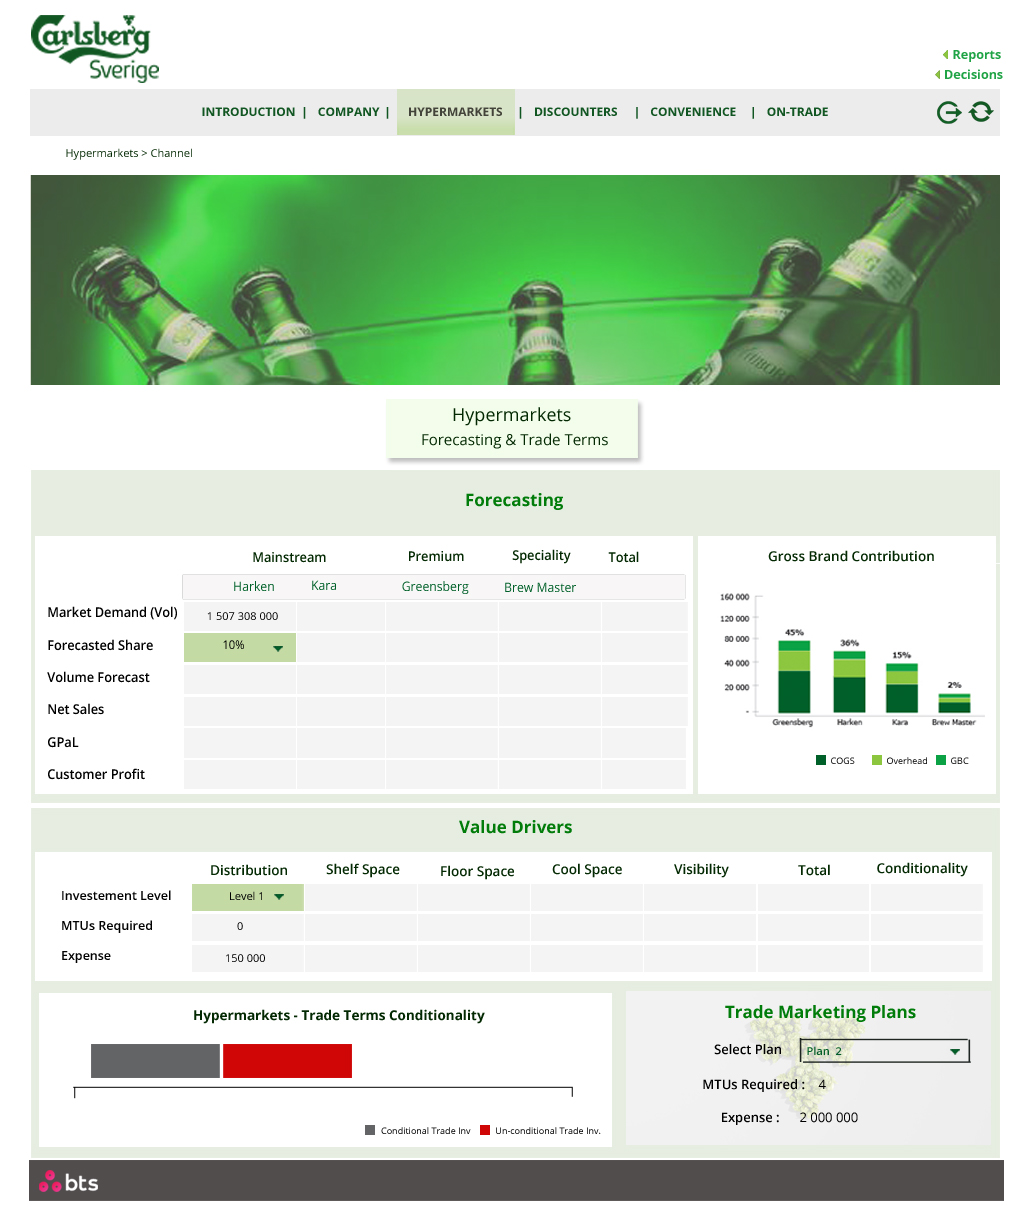 Carlsberg
Sverige
Reports
Decisions
INTRODUCTION | COMPANY | HYPERMARKETS | DISCOUNTERS | CONVENIENCE | ON-TRADE
Hypermarkets > Channel
TUBORG
Hypermarkets
Forecasting & Trade Terms
Forecasting
Mainstream Premium Speciality Total
Harken Kara Greensberg Brew Master
Market Demand (Vol) 1 507 308 000
Forecasted Share 10%
Volume Forecast
Net Sales
GPaL
Customer Profit
Gross Brand Contribution
160 000
120 000
80 000
40 000
20 000
-
45% 36% 15% 2%
Greensberg Harken Kara Brew Master
COGS Overhead GBC
Value Drivers
Distribution Shelf Space Floor Space Cool Space Visibility Total Conditionality
Investement Level Level 1
MTUs Required 0
Expense 150 000
Hypermarkets - Trade Terms Conditionality
Conditional Trade Inv Un-conditional Trade Inv.
Trade Marketing Plans
Select Plan Plan 2
MTUs Required : 4
Expense : 2 000 000
bts